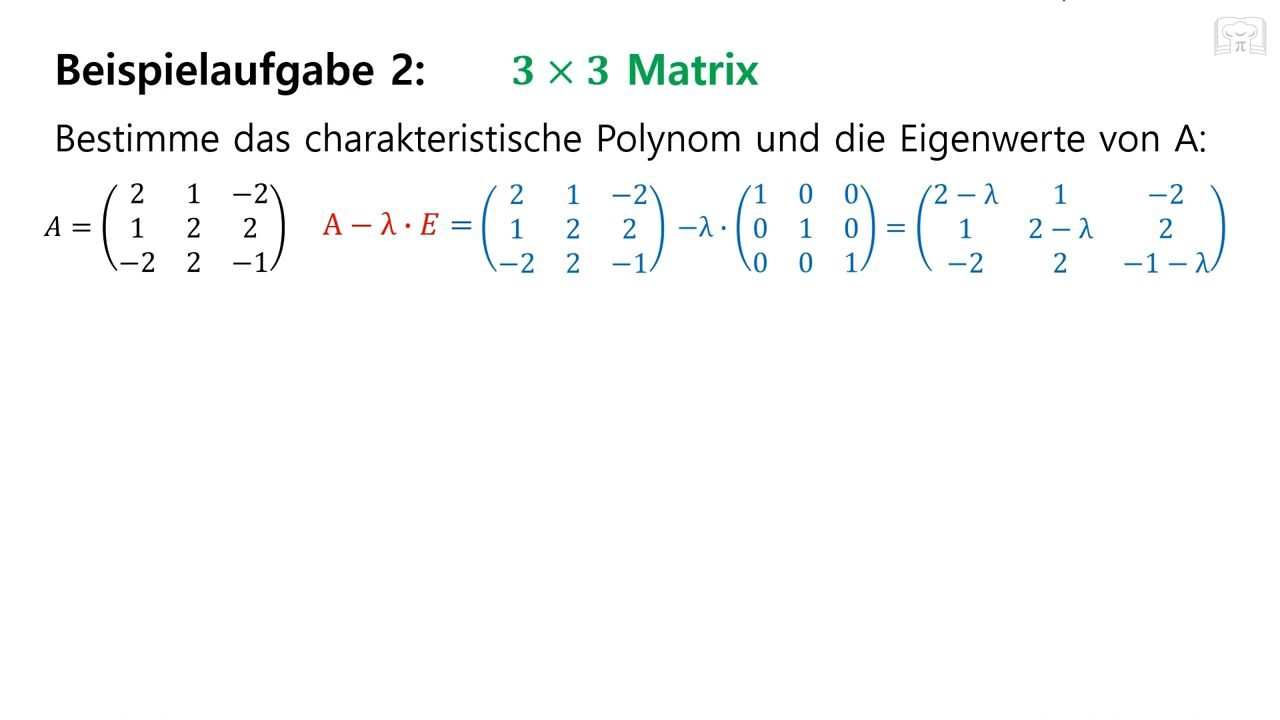 Beispielaufgabe 2: 3 × 3 Matrix
Bestimme das charakteristische Polynom und die Eigenwerte von A:
A = (2 1 −2; 1 2 2; −2 2 −1) A − λ · E = (2 1 −2; 1 2 2; −2 2 −1) −λ · (1 0 0; 0 1 0; 0 0 1) = (2 − λ 1 −2; 1 2 − λ 2; −2 2 −1 − λ)